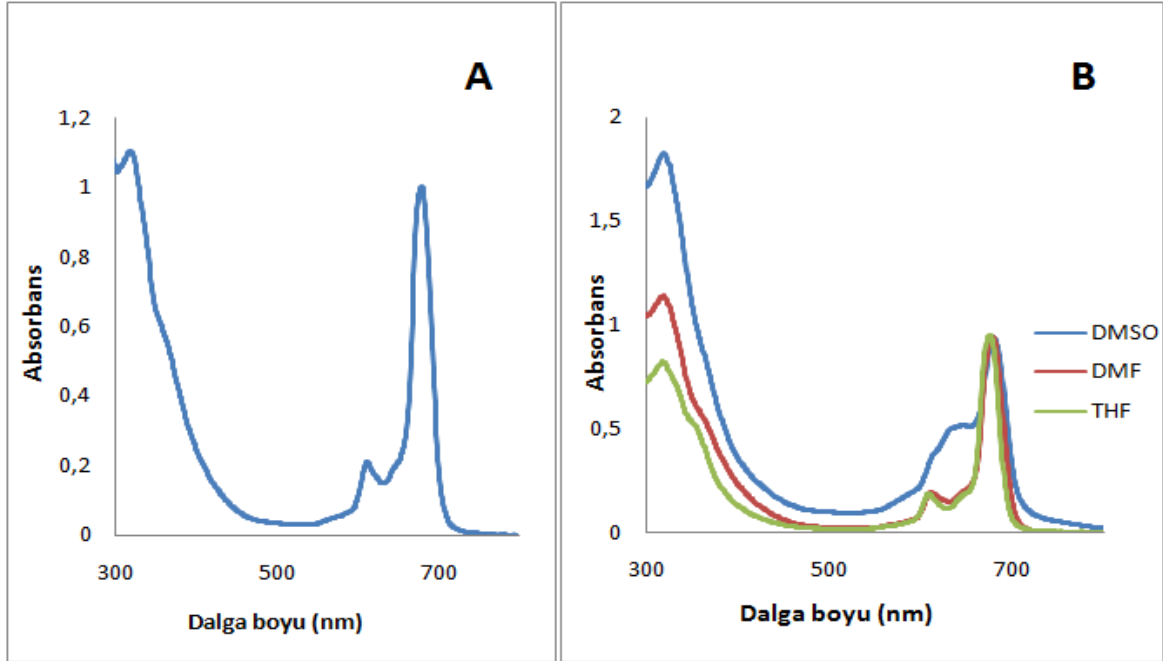 A
1,2
1
0,8
0,6
0,4
0,2
0
300
500
700
Absorbans
Dalga boyu (nm)
B
2
1,5
1
0,5
0
300
500
700
Absorbans
Dalga boyu (nm)
DMSO
DMF
THF